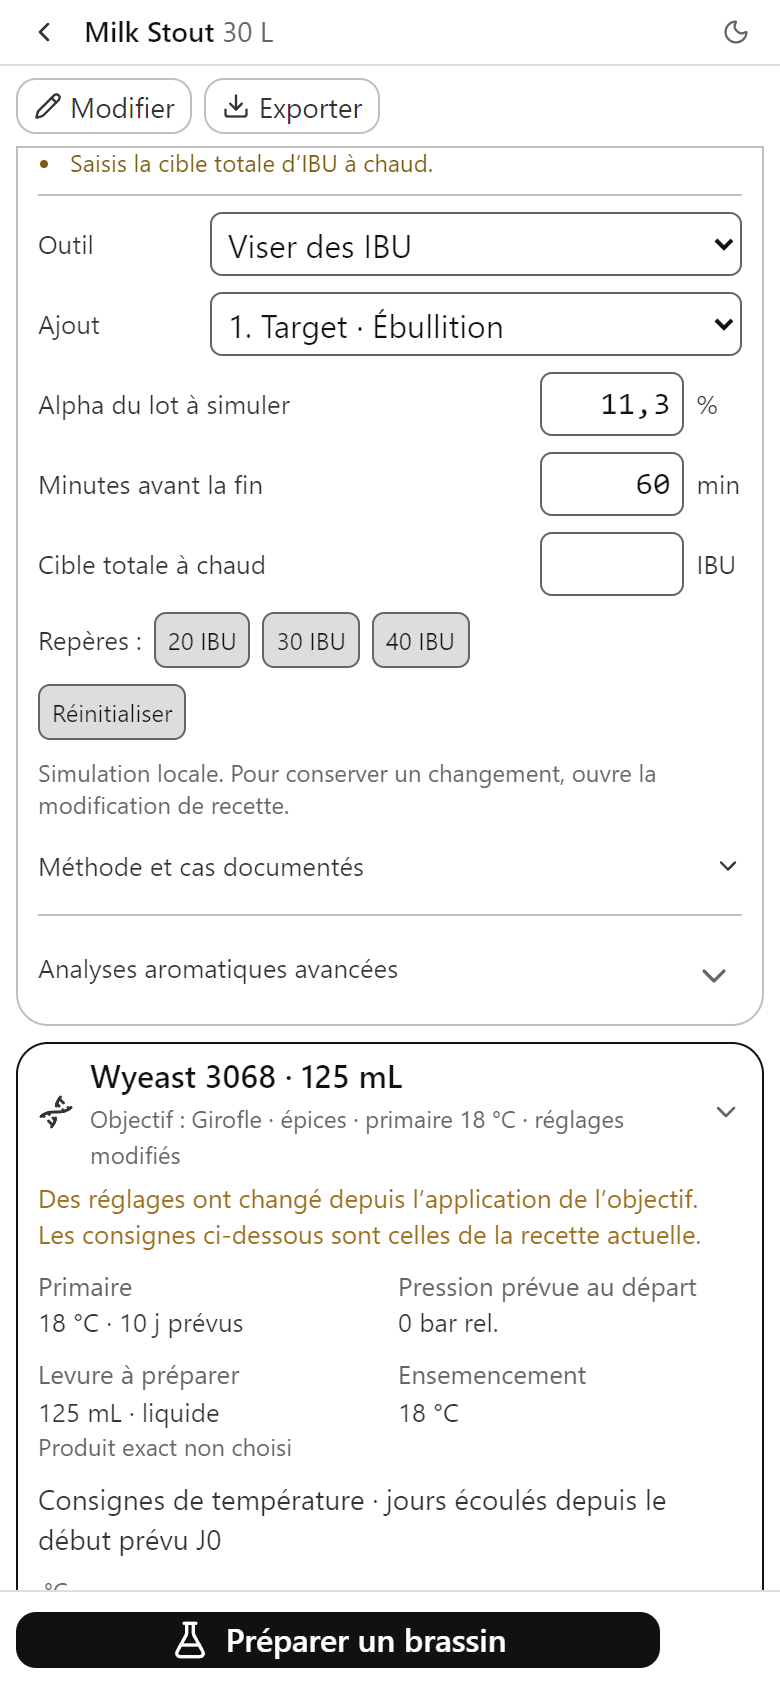 Milk Stout 30 L
Modifier
Exporter
• Saisis la cible totale d’IBU à chaud.
Outil
Viser des IBU
Ajout
1. Target · Ébullition
Alpha du lot à simuler
11,3 %
Minutes avant la fin
60 min
Cible totale à chaud
IBU
Repères : 20 IBU 30 IBU 40 IBU
Réinitialiser
Simulation locale. Pour conserver un changement, ouvre la
modification de recette.
Méthode et cas documentés
Analyses aromatiques avancées
Wyeast 3068 · 125 mL
Objectif : Girofle · épices · primaire 18 °C · réglages
modifiés
Des réglages ont changé depuis l’application de l’objectif.
Les consignes ci-dessous sont celles de la recette actuelle.
Primaire
18 °C · 10 j prévus
Pression prévue au départ
0 bar rel.
Levure à préparer
125 mL · liquide
Produit exact non choisi
Ensemencement
18 °C
Consignes de température · jours écoulés depuis le
début prévu J0
°C
Préparer un brassin